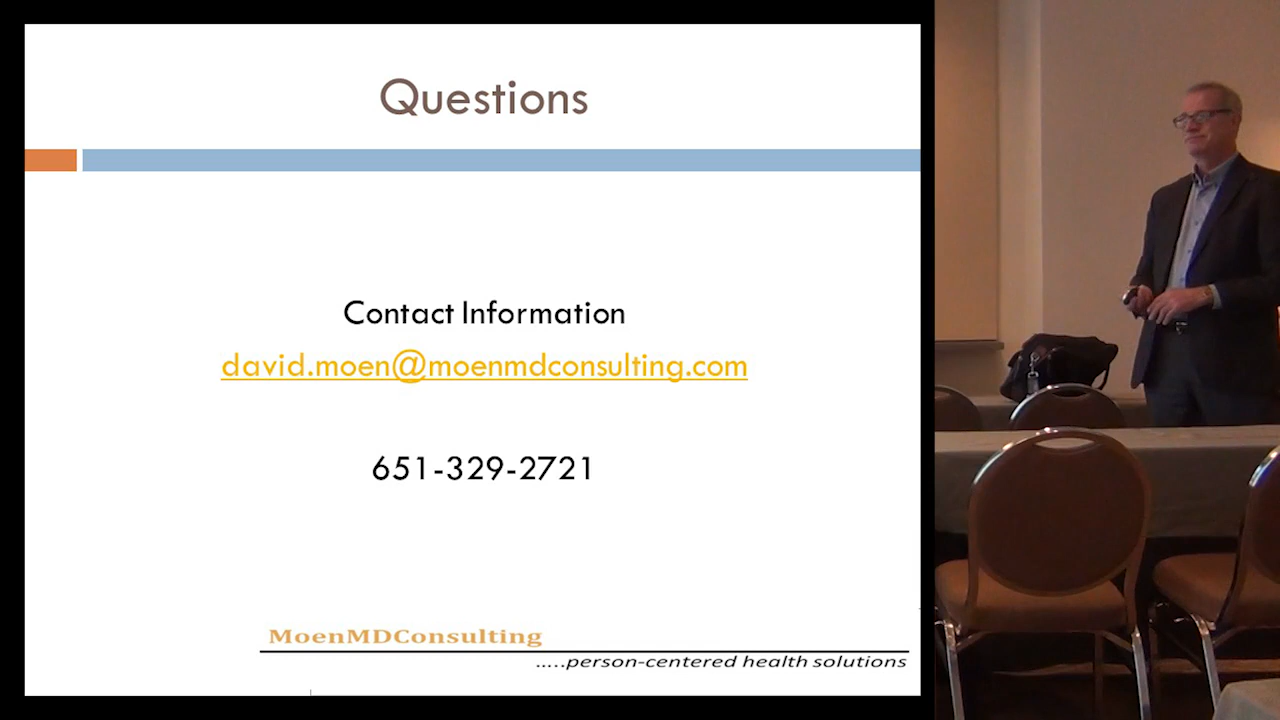 Questions
Contact Information
david.moen@moenmdconsulting.com
651-329-2721
MoenMDConsulting
.....person-centered health solutions